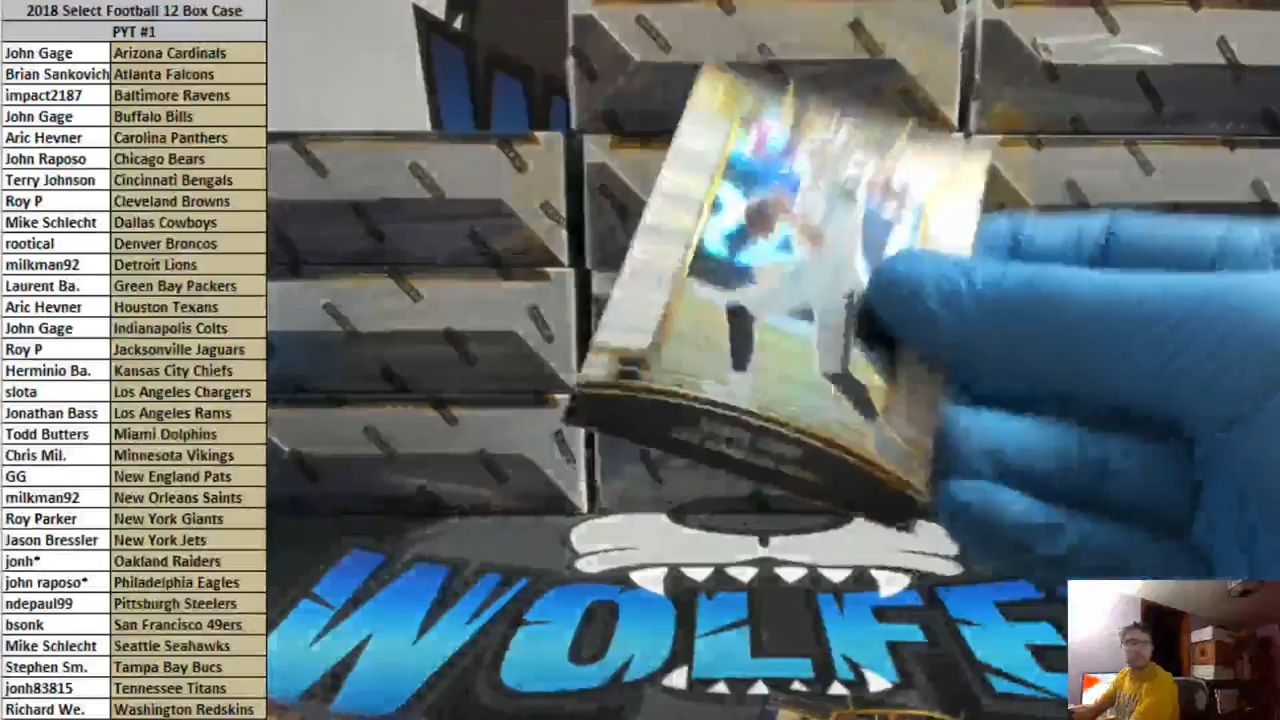 2018 Select Football 12 Box Case
PYT #1
John Gage Arizona Cardinals
Brian Sankovich Atlanta Falcons
impact2187 Baltimore Ravens
John Gage Buffalo Bills
Aric Hevner Carolina Panthers
John Raposo Chicago Bears
Terry Johnson Cincinnati Bengals
Roy P Cleveland Browns
Mike Schlecht Dallas Cowboys
rootical Denver Broncos
milkman92 Detroit Lions
Laurent Ba. Green Bay Packers
Aric Hevner Houston Texans
John Gage Indianapolis Colts
Roy P Jacksonville Jaguars
Herminio Ba. Kansas City Chiefs
slota Los Angeles Chargers
Jonathan Bass Los Angeles Rams
Todd Butters Miami Dolphins
Chris Mil. Minnesota Vikings
GG New England Pats
milkman92 New Orleans Saints
Roy Parker New York Giants
Jason Bressler New York Jets
jonh* Oakland Raiders
john raposo* Philadelphia Eagles
ndepaul99 Pittsburgh Steelers
bsonk San Francisco 49ers
Mike Schlecht Seattle Seahawks
Stephen Sm. Tampa Bay Bucs
jonh83815 Tennessee Titans
Richard We. Washington Redskins
WOLFE